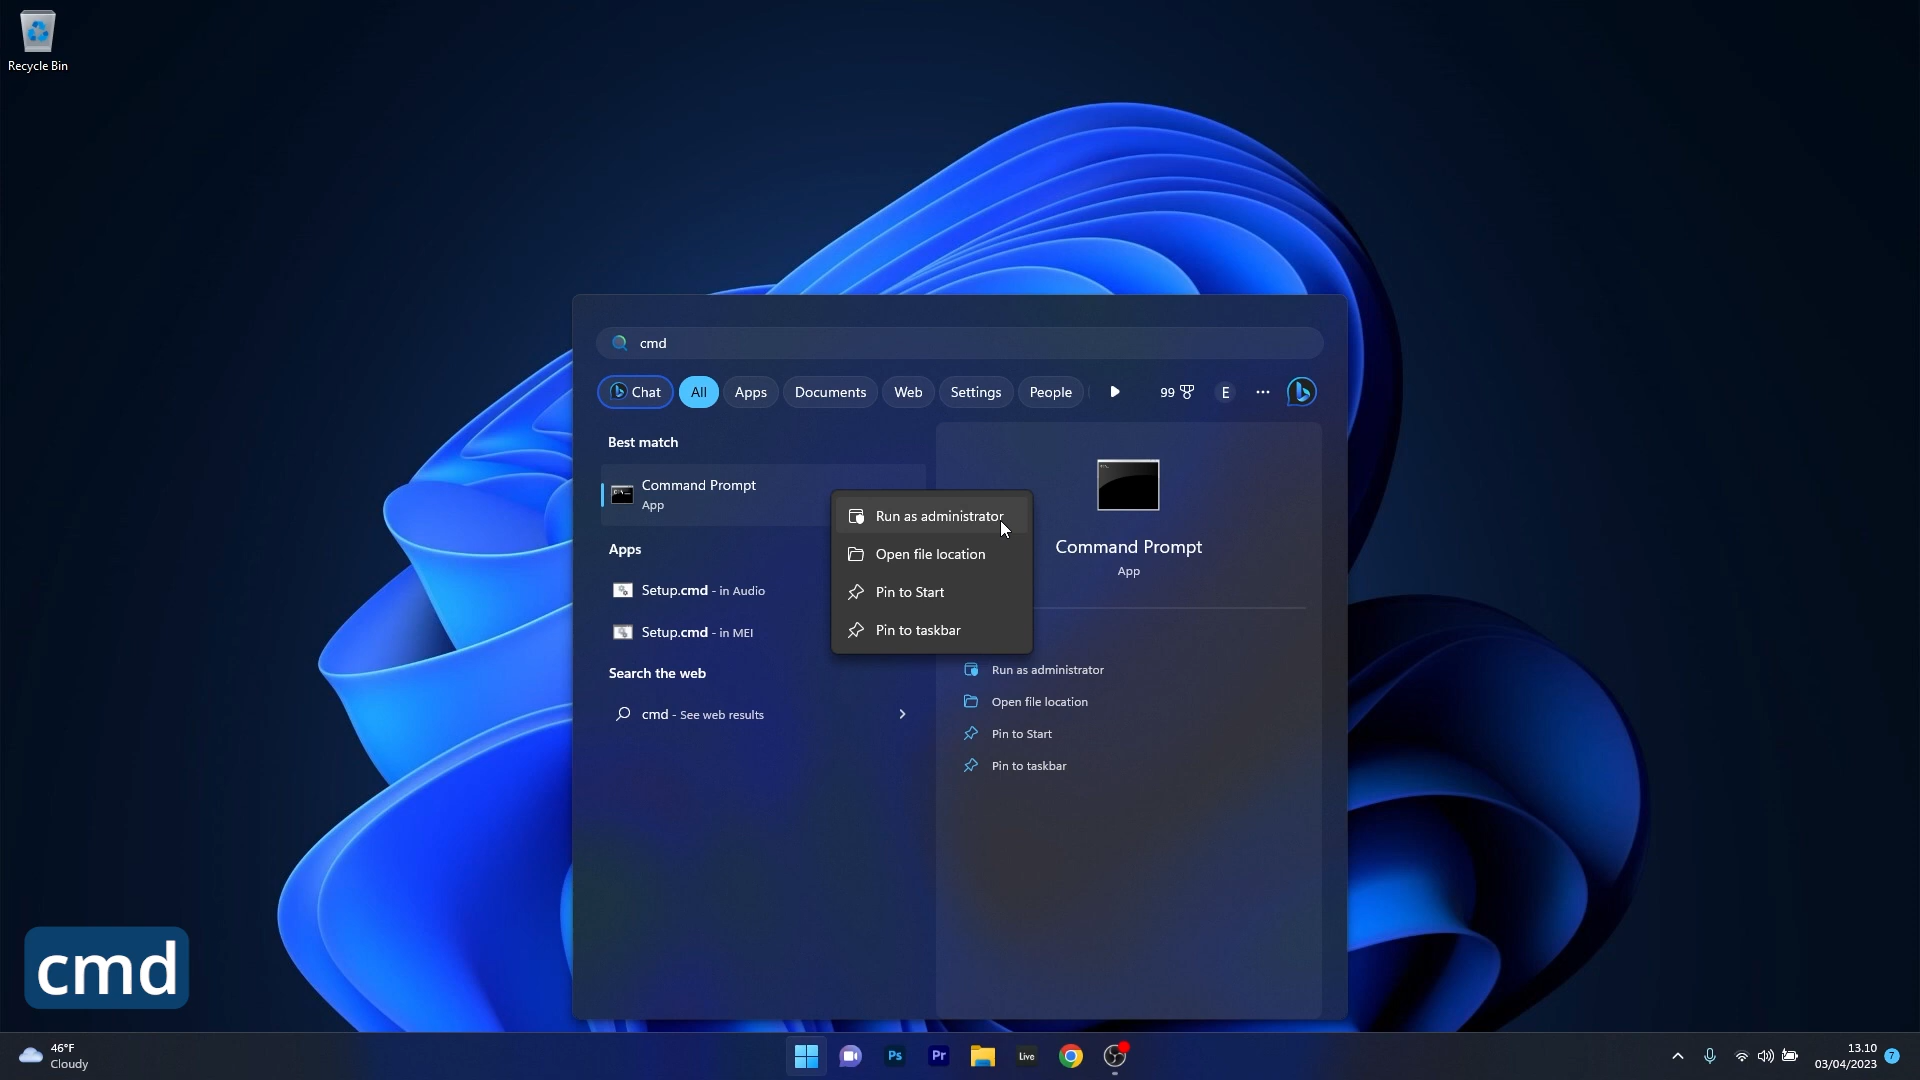 Recycle Bin
cmd
Chat
All
Apps
Documents
Web
Settings
People
99
E
Best match
Command Prompt
App
Apps
Setup.cmd - in Audio
Setup.cmd - in MEI
Search the web
cmd - See web results
Run as administrator
Open file location
Pin to Start
Pin to taskbar
Command Prompt
App
Run as administrator
Open file location
Pin to Start
Pin to taskbar
cmd
46°F
Cloudy
Ps
Pr
Live
13.10
03/04/2023
7